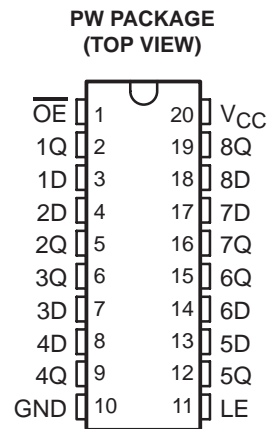 PW PACKAGE
(TOP VIEW)
OE 1 20 VCC
1Q 2 19 8Q
1D 3 18 8D
2D 4 17 7D
2Q 5 16 7Q
3Q 6 15 6Q
3D 7 14 6D
4D 8 13 5D
4Q 9 12 5Q
GND 10 11 LE